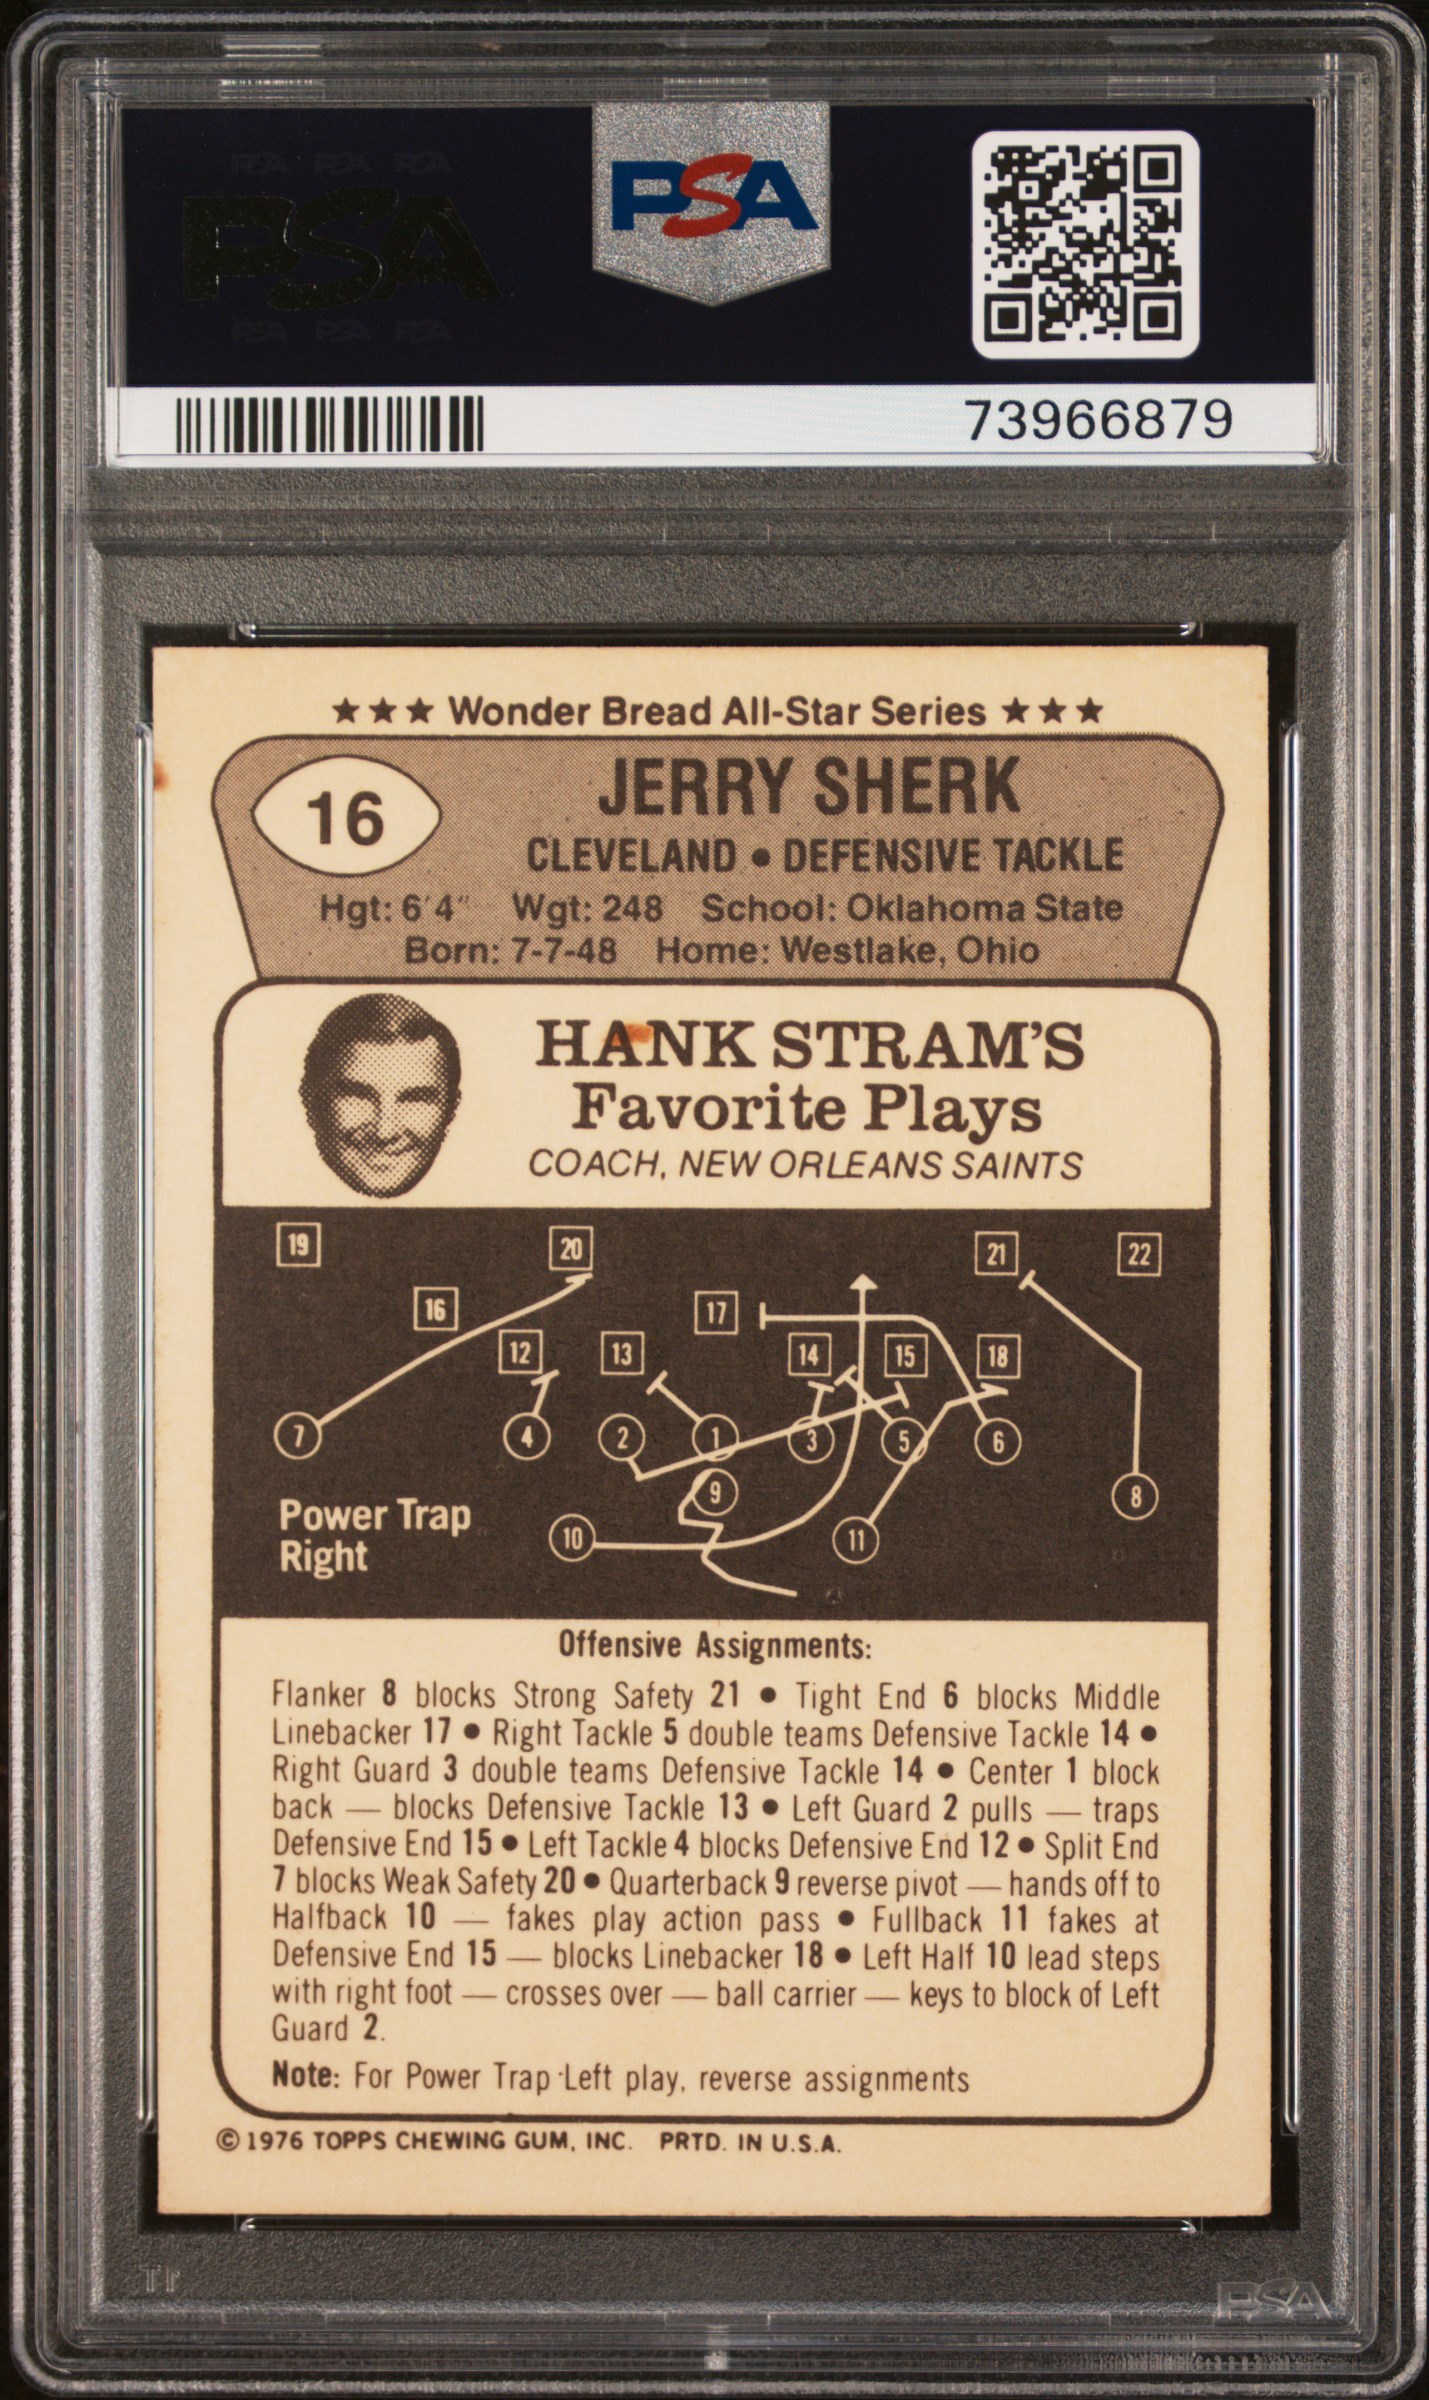 PSA PSA PSA
PSA
PSA PSA PSA
PSA
73966879
★★★ Wonder Bread All-Star Series ★★★
16
JERRY SHERK
CLEVELAND • DEFENSIVE TACKLE
Hgt: 6'4" Wgt: 248 School: Oklahoma State
Born: 7-7-48 Home: Westlake, Ohio
HANK STRAM'S
Favorite Plays
COACH, NEW ORLEANS SAINTS
19 20 21 22
16 17
12 13 14 15 18
7 4 2 1 3 5 6
9 8
10 11
Power Trap
Right
Offensive Assignments:
Flanker 8 blocks Strong Safety 21 • Tight End 6 blocks Middle
Linebacker 17 • Right Tackle 5 double teams Defensive Tackle 14 •
Right Guard 3 double teams Defensive Tackle 14 • Center 1 block
back — blocks Defensive Tackle 13 • Left Guard 2 pulls — traps
Defensive End 15 • Left Tackle 4 blocks Defensive End 12 • Split End
7 blocks Weak Safety 20 • Quarterback 9 reverse pivot — hands off to
Halfback 10 — fakes play action pass • Fullback 11 fakes at
Defensive End 15 — blocks Linebacker 18 • Left Half 10 lead steps
with right foot — crosses over — ball carrier — keys to block of Left
Guard 2.
Note: For Power Trap Left play, reverse assignments
© 1976 TOPPS CHEWING GUM, INC. PRTD. IN U.S.A.
PSA